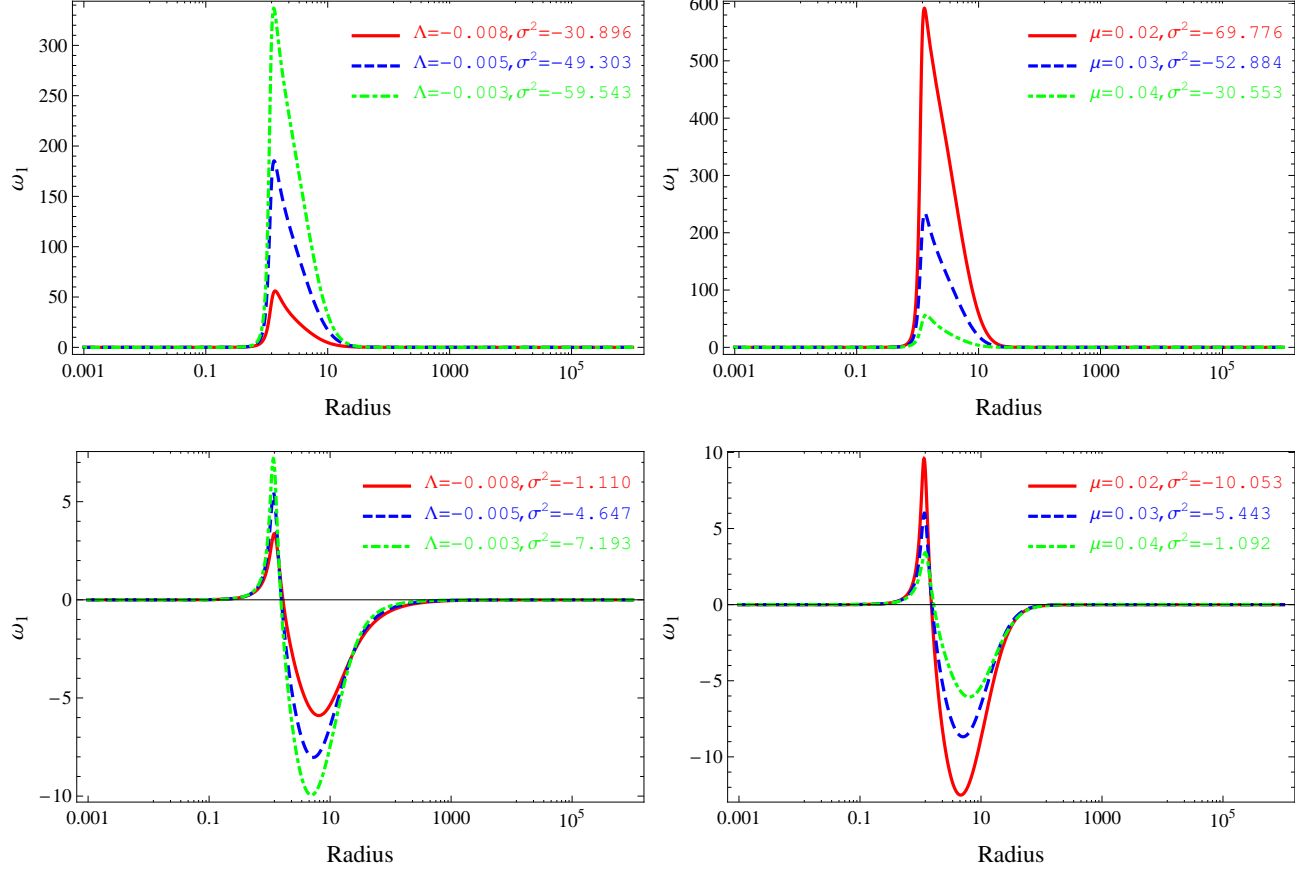 Λ=-0.008, σ²=-30.896
Λ=-0.005, σ²=-49.303
Λ=-0.003, σ²=-59.543
300
250
200
150
100
50
0
ω₁
0.001 0.1 10 1000 10⁵
Radius
μ=0.02, σ²=-69.776
μ=0.03, σ²=-52.884
μ=0.04, σ²=-30.553
600
500
400
300
200
100
0
ω₁
0.001 0.1 10 1000 10⁵
Radius
Λ=-0.008, σ²=-1.110
Λ=-0.005, σ²=-4.647
Λ=-0.003, σ²=-7.193
5
0
-5
-10
ω₁
0.001 0.1 10 1000 10⁵
Radius
μ=0.02, σ²=-10.053
μ=0.03, σ²=-5.443
μ=0.04, σ²=-1.092
10
5
0
-5
-10
ω₁
0.001 0.1 10 1000 10⁵
Radius